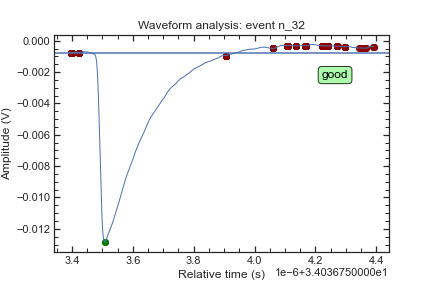 Waveform analysis: event n_32
Amplitude (V)
0.000
−0.002
−0.004
−0.006
−0.008
−0.010
−0.012
good
3.4 3.6 3.8 4.0 4.2 4.4
Relative time (s) 1e−6+3.4036750000e1